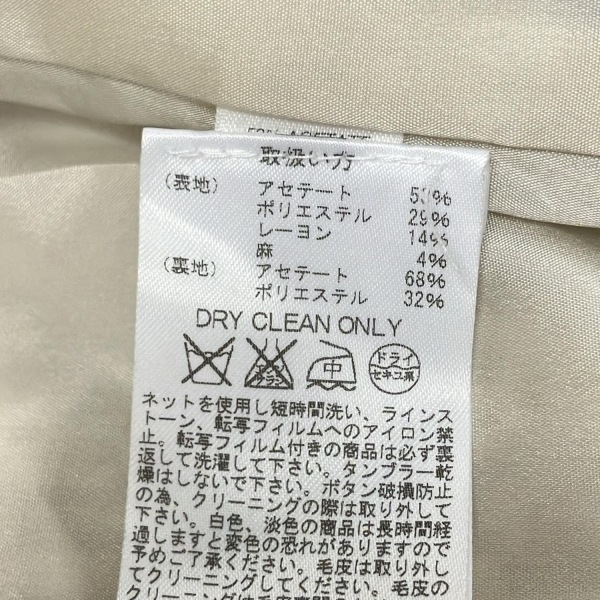 取扱い方
(表地) アセテート 53%
ポリエステル 29%
レーヨン 14%
麻 4%
(裏地) アセテート 68%
ポリエステル 32%
DRY CLEAN ONLY
エンソ サラシ 中 ドライ
セキユ系
ネットを使用し短時間洗い、ラインス
トーン、転写フィルムへのアイロン禁
止。転写フィルム付きの商品は必ず裏
返して洗濯して下さい。タンブラー乾
燥はしないで下さい。ボタン破損防止
の為、クリーニングの際は取り外して
下さい。白色、淡色の商品は長時間経
過しますと変色の恐れがありますので
予めご了承ください。毛皮は取り外し
てクリーニングしてください。毛皮の